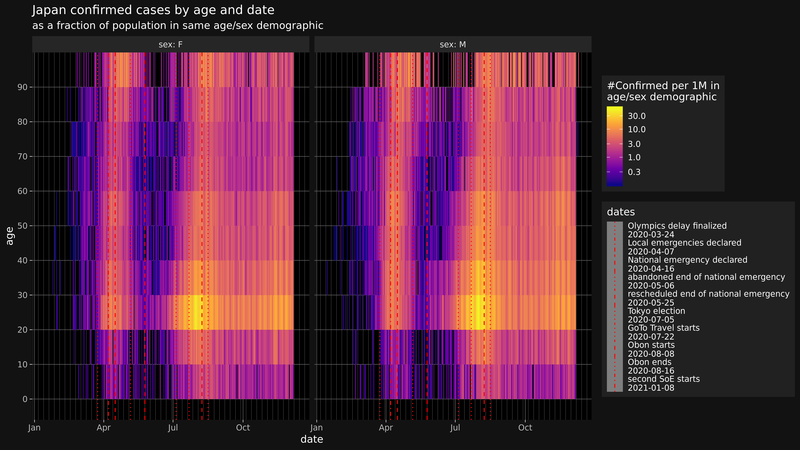 Japan confirmed cases by age and date
as a fraction of population in same age/sex demographic
sex: F
sex: M
90
80
70
60
50
40
30
20
10
0
age
Jan
Apr
Jul
Oct
Jan
Apr
Jul
Oct
date
#Confirmed per 1M in
age/sex demographic
30.0
10.0
3.0
1.0
0.3
dates
Olympics delay finalized
2020-03-24
Local emergencies declared
2020-04-07
National emergency declared
2020-04-16
abandoned end of national emergency
2020-05-06
rescheduled end of national emergency
2020-05-25
Tokyo election
2020-07-05
GoTo Travel starts
2020-07-22
Obon starts
2020-08-08
Obon ends
2020-08-16
second SoE starts
2021-01-08